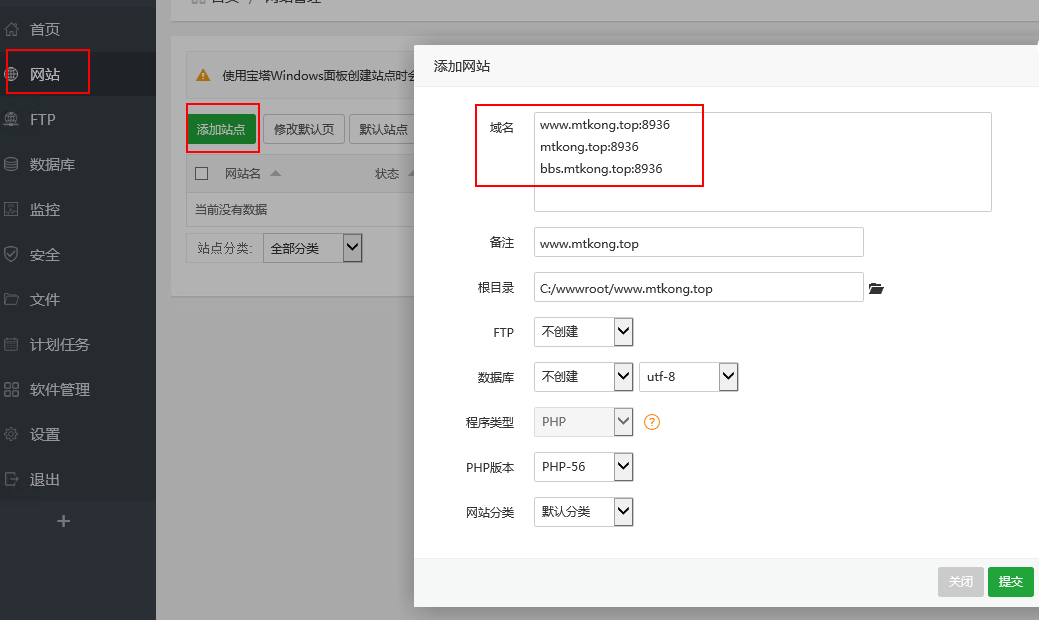 首页
网站
FTP
数据库
监控
安全
文件
计划任务
软件管理
设置
退出
使用宝塔Windows面板创建站点时会
添加站点
修改默认页
默认站点
网站名
状态
当前没有数据
站点分类:
全部分类
添加网站
域名
www.mtkong.top:8936
mtkong.top:8936
bbs.mtkong.top:8936
备注
www.mtkong.top
根目录
C:/wwwroot/www.mtkong.top
FTP
不创建
数据库
不创建
utf-8
程序类型
PHP
?
PHP版本
PHP-56
网站分类
默认分类
关闭
提交